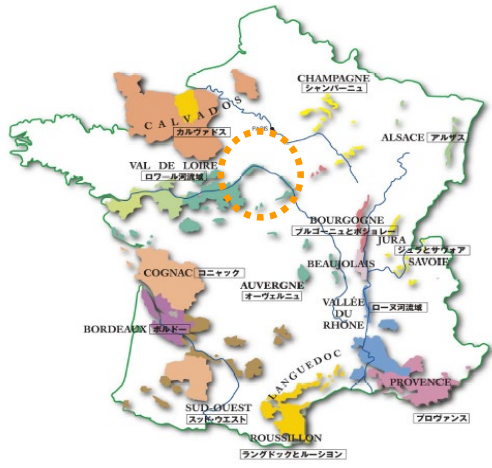 CHAMPAGNE
シャンパーニュ
CALVADOS
カルヴァドス
PARIS
ALSACE アルザス
VAL DE LOIRE
ロワール河流域
BOURGOGNE
ブルゴーニュとボジョレー
JURA
ジュラとサヴォア
SAVOIE
BEAUJOLAIS
COGNAC コニャック
AUVERGNE
オーヴェルニュ
VALLÉE
DU
RHÔNE
ローヌ河流域
BORDEAUX ボルドー
LANGUEDOC
PROVENCE
プロヴァンス
SUD-OUEST
スッド・ウエスト
ROUSSILLON
ラングドックとルーション